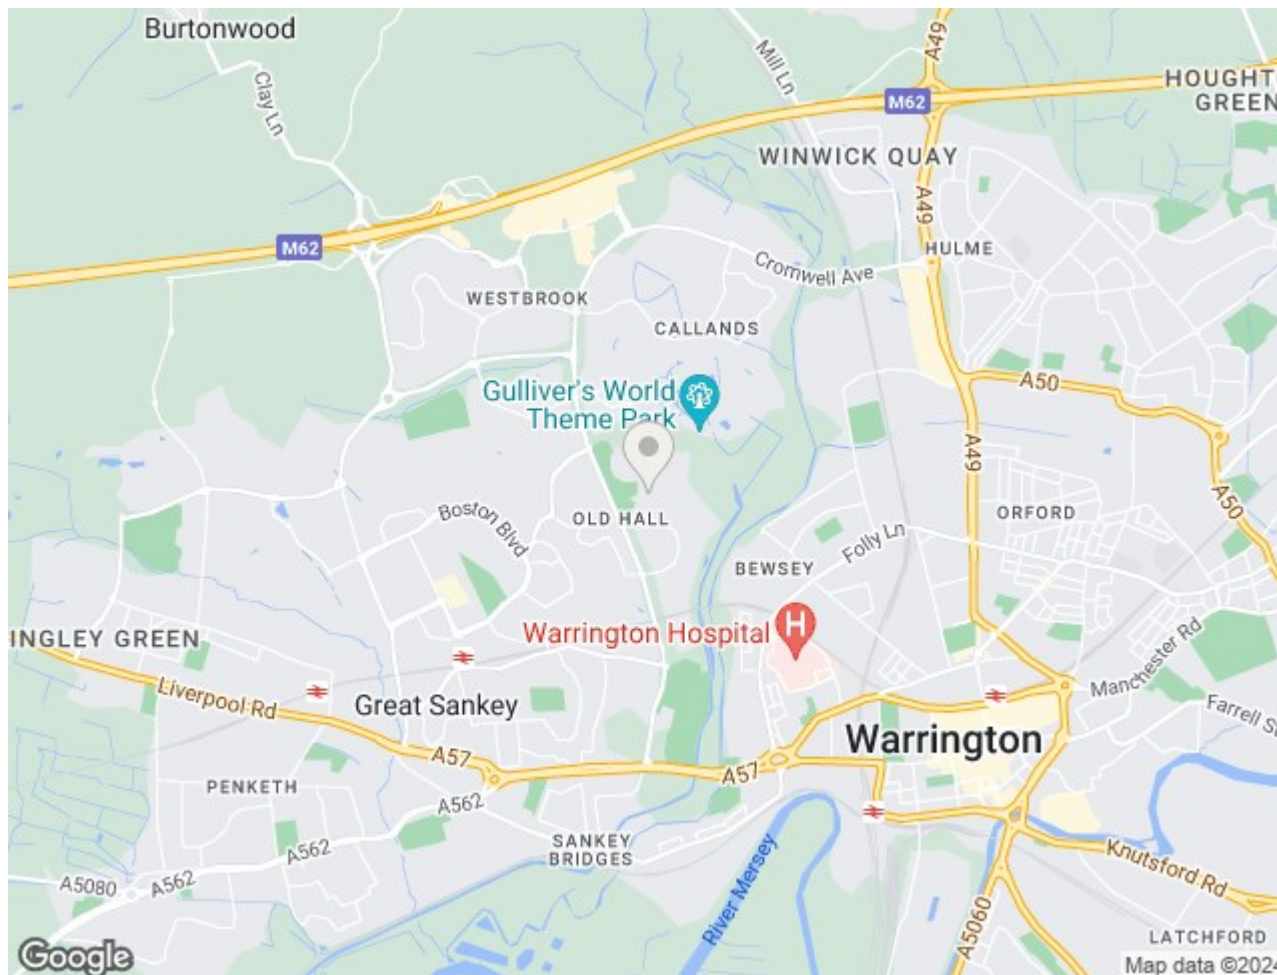 Burtonwood
Clay Ln
Mill Ln
A49
M62
HOUGHT
GREEN
WINWICK QUAY
A49
M62
HULME
Cromwell Ave
WESTBROOK
CALLANDS
Gulliver's World
Theme Park
A50
A49
A50
Boston Blvd
OLD HALL
ORFORD
Folly Ln
BEWSEY
INGLEY GREEN
Warrington Hospital
H
Manchester Rd
Liverpool Rd
Great Sankey
Farrell S
Warrington
A57
A57
PENKETH
A562
SANKEY
BRIDGES
A562
A5080
A562
River Mersey
Knutsford Rd
A5060
LATCHFORD
Google
Map data ©2024